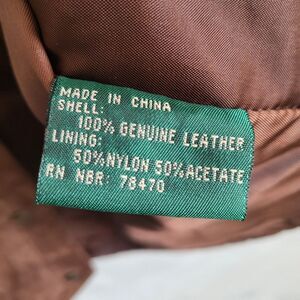 MADE IN CHINA
SHELL:
100% GENUINE LEATHER
LINING:
50%NYLON 50%ACETATE
RN NBR: 78470